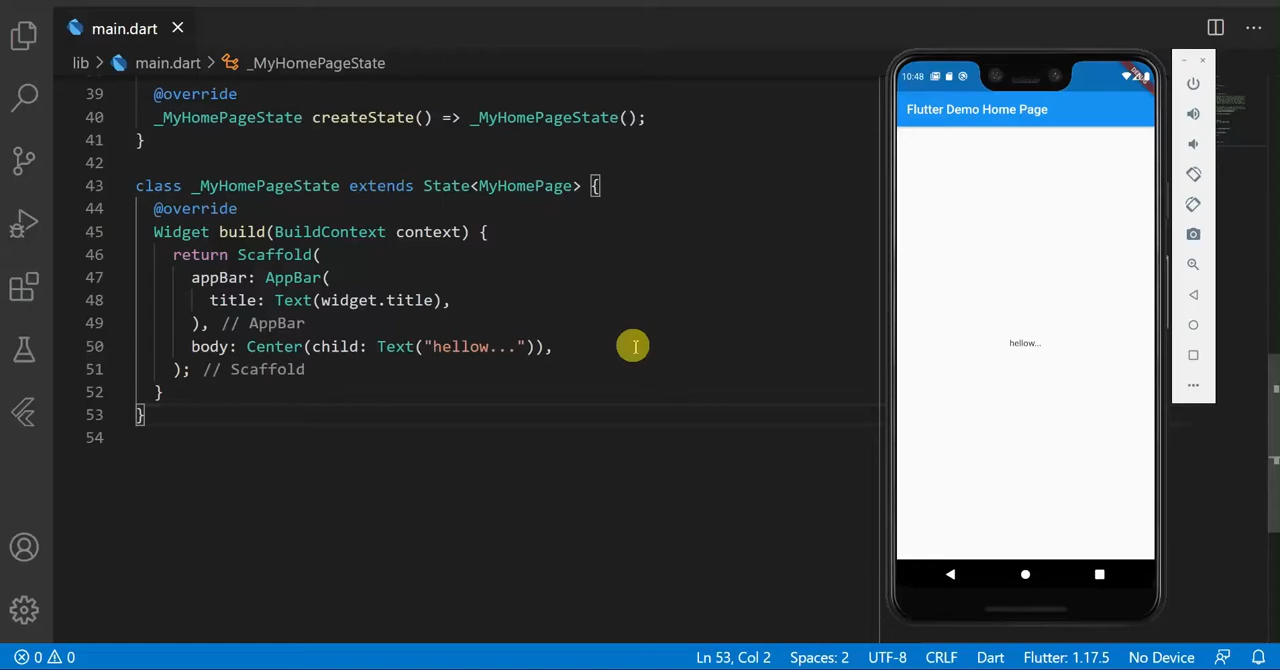 main.dart
lib > main.dart > _MyHomePageState
39
@override
40 _MyHomePageState createState() => _MyHomePageState();
41 }
42
43 class _MyHomePageState extends State<MyHomePage> {
44 @override
45 Widget build(BuildContext context) {
46 return Scaffold(
47 appBar: AppBar(
48 title: Text(widget.title),
49 ), // AppBar
50 body: Center(child: Text("hellow...")),
51 ); // Scaffold
52 }
53 }
54
10:48
Flutter Demo Home Page
hellow...
0 0
Ln 53, Col 2 Spaces: 2 UTF-8 CRLF Dart Flutter: 1.17.5 No Device